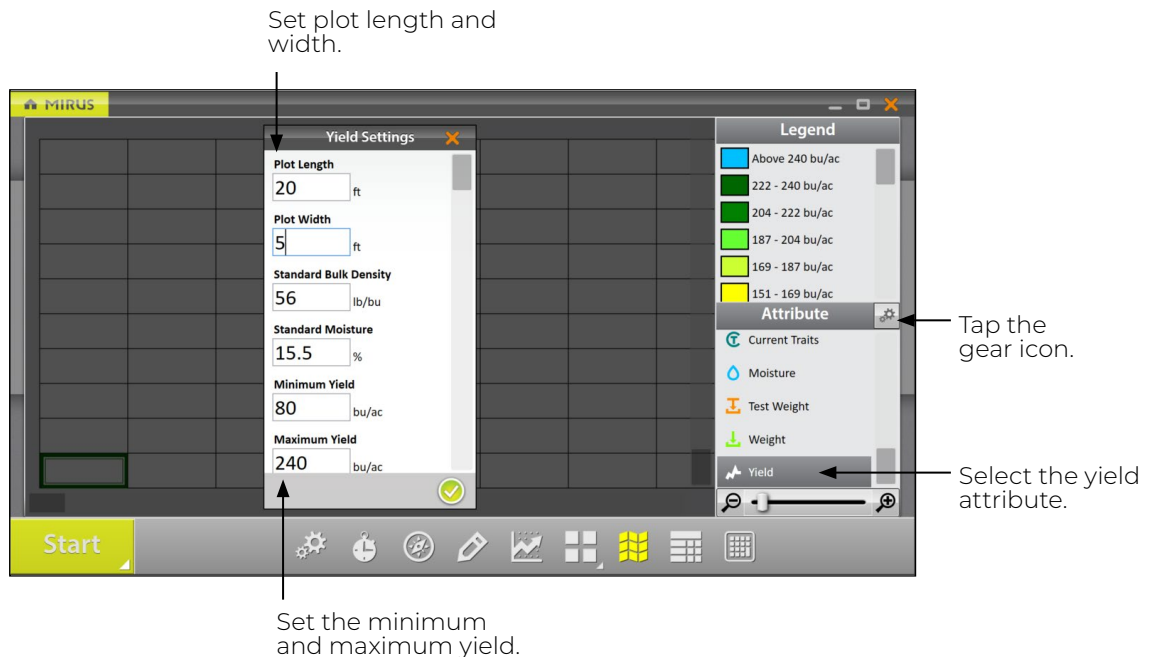 Set plot length and
width.
MIRUS
Yield Settings
Plot Length
20 ft
Plot Width
5 ft
Standard Bulk Density
56 lb/bu
Standard Moisture
15.5 %
Minimum Yield
80 bu/ac
Maximum Yield
240 bu/ac
Legend
Above 240 bu/ac
222 - 240 bu/ac
204 - 222 bu/ac
187 - 204 bu/ac
169 - 187 bu/ac
151 - 169 bu/ac
Attribute
Current Traits
Moisture
Test Weight
Weight
Yield
Tap the
gear icon.
Select the yield
attribute.
Start
Set the minimum
and maximum yield.